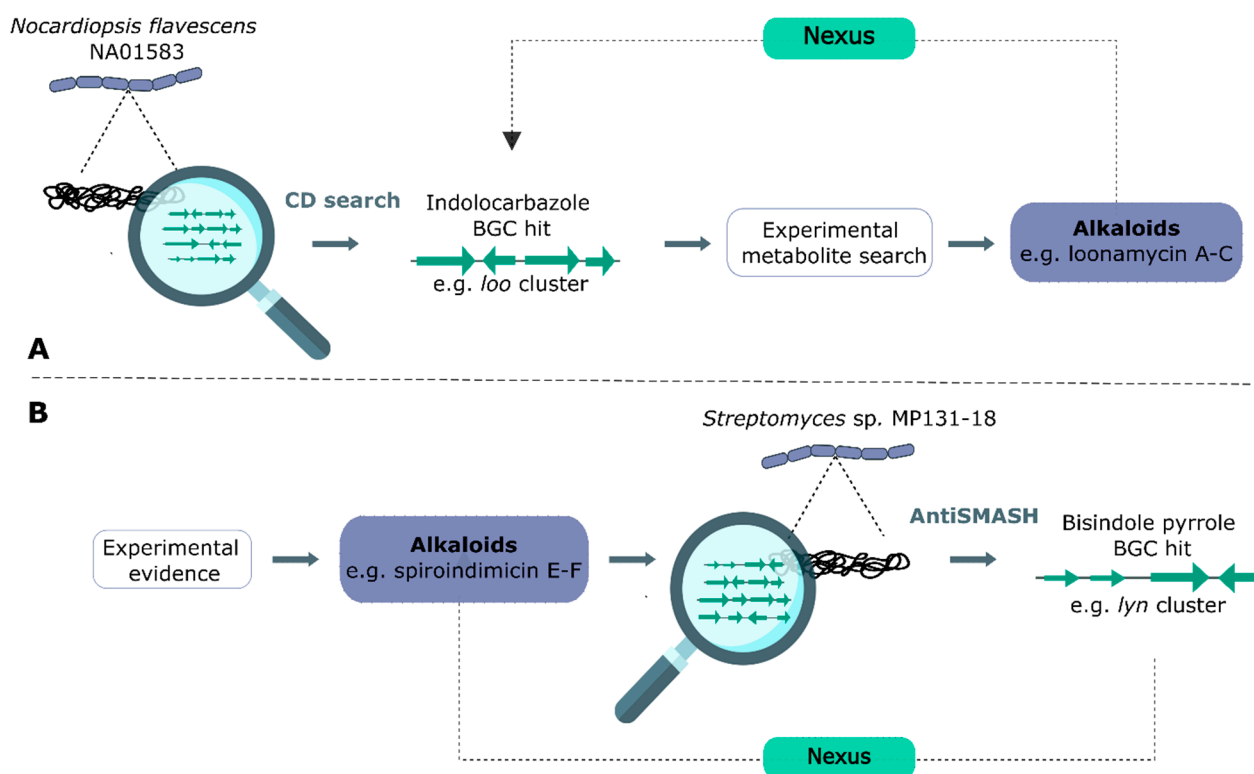 Nocardiopsis flavescens
NA01583
Nexus
CD search
Indolocarbazole
BGC hit
e.g. loo cluster
Experimental
metabolite search
Alkaloids
e.g. loonamycin A-C
A
B
Streptomyces sp. MP131-18
Experimental
evidence
Alkaloids
e.g. spiroindimicin E-F
AntiSMASH
Bisindole pyrrole
BGC hit
e.g. lyn cluster
Nexus